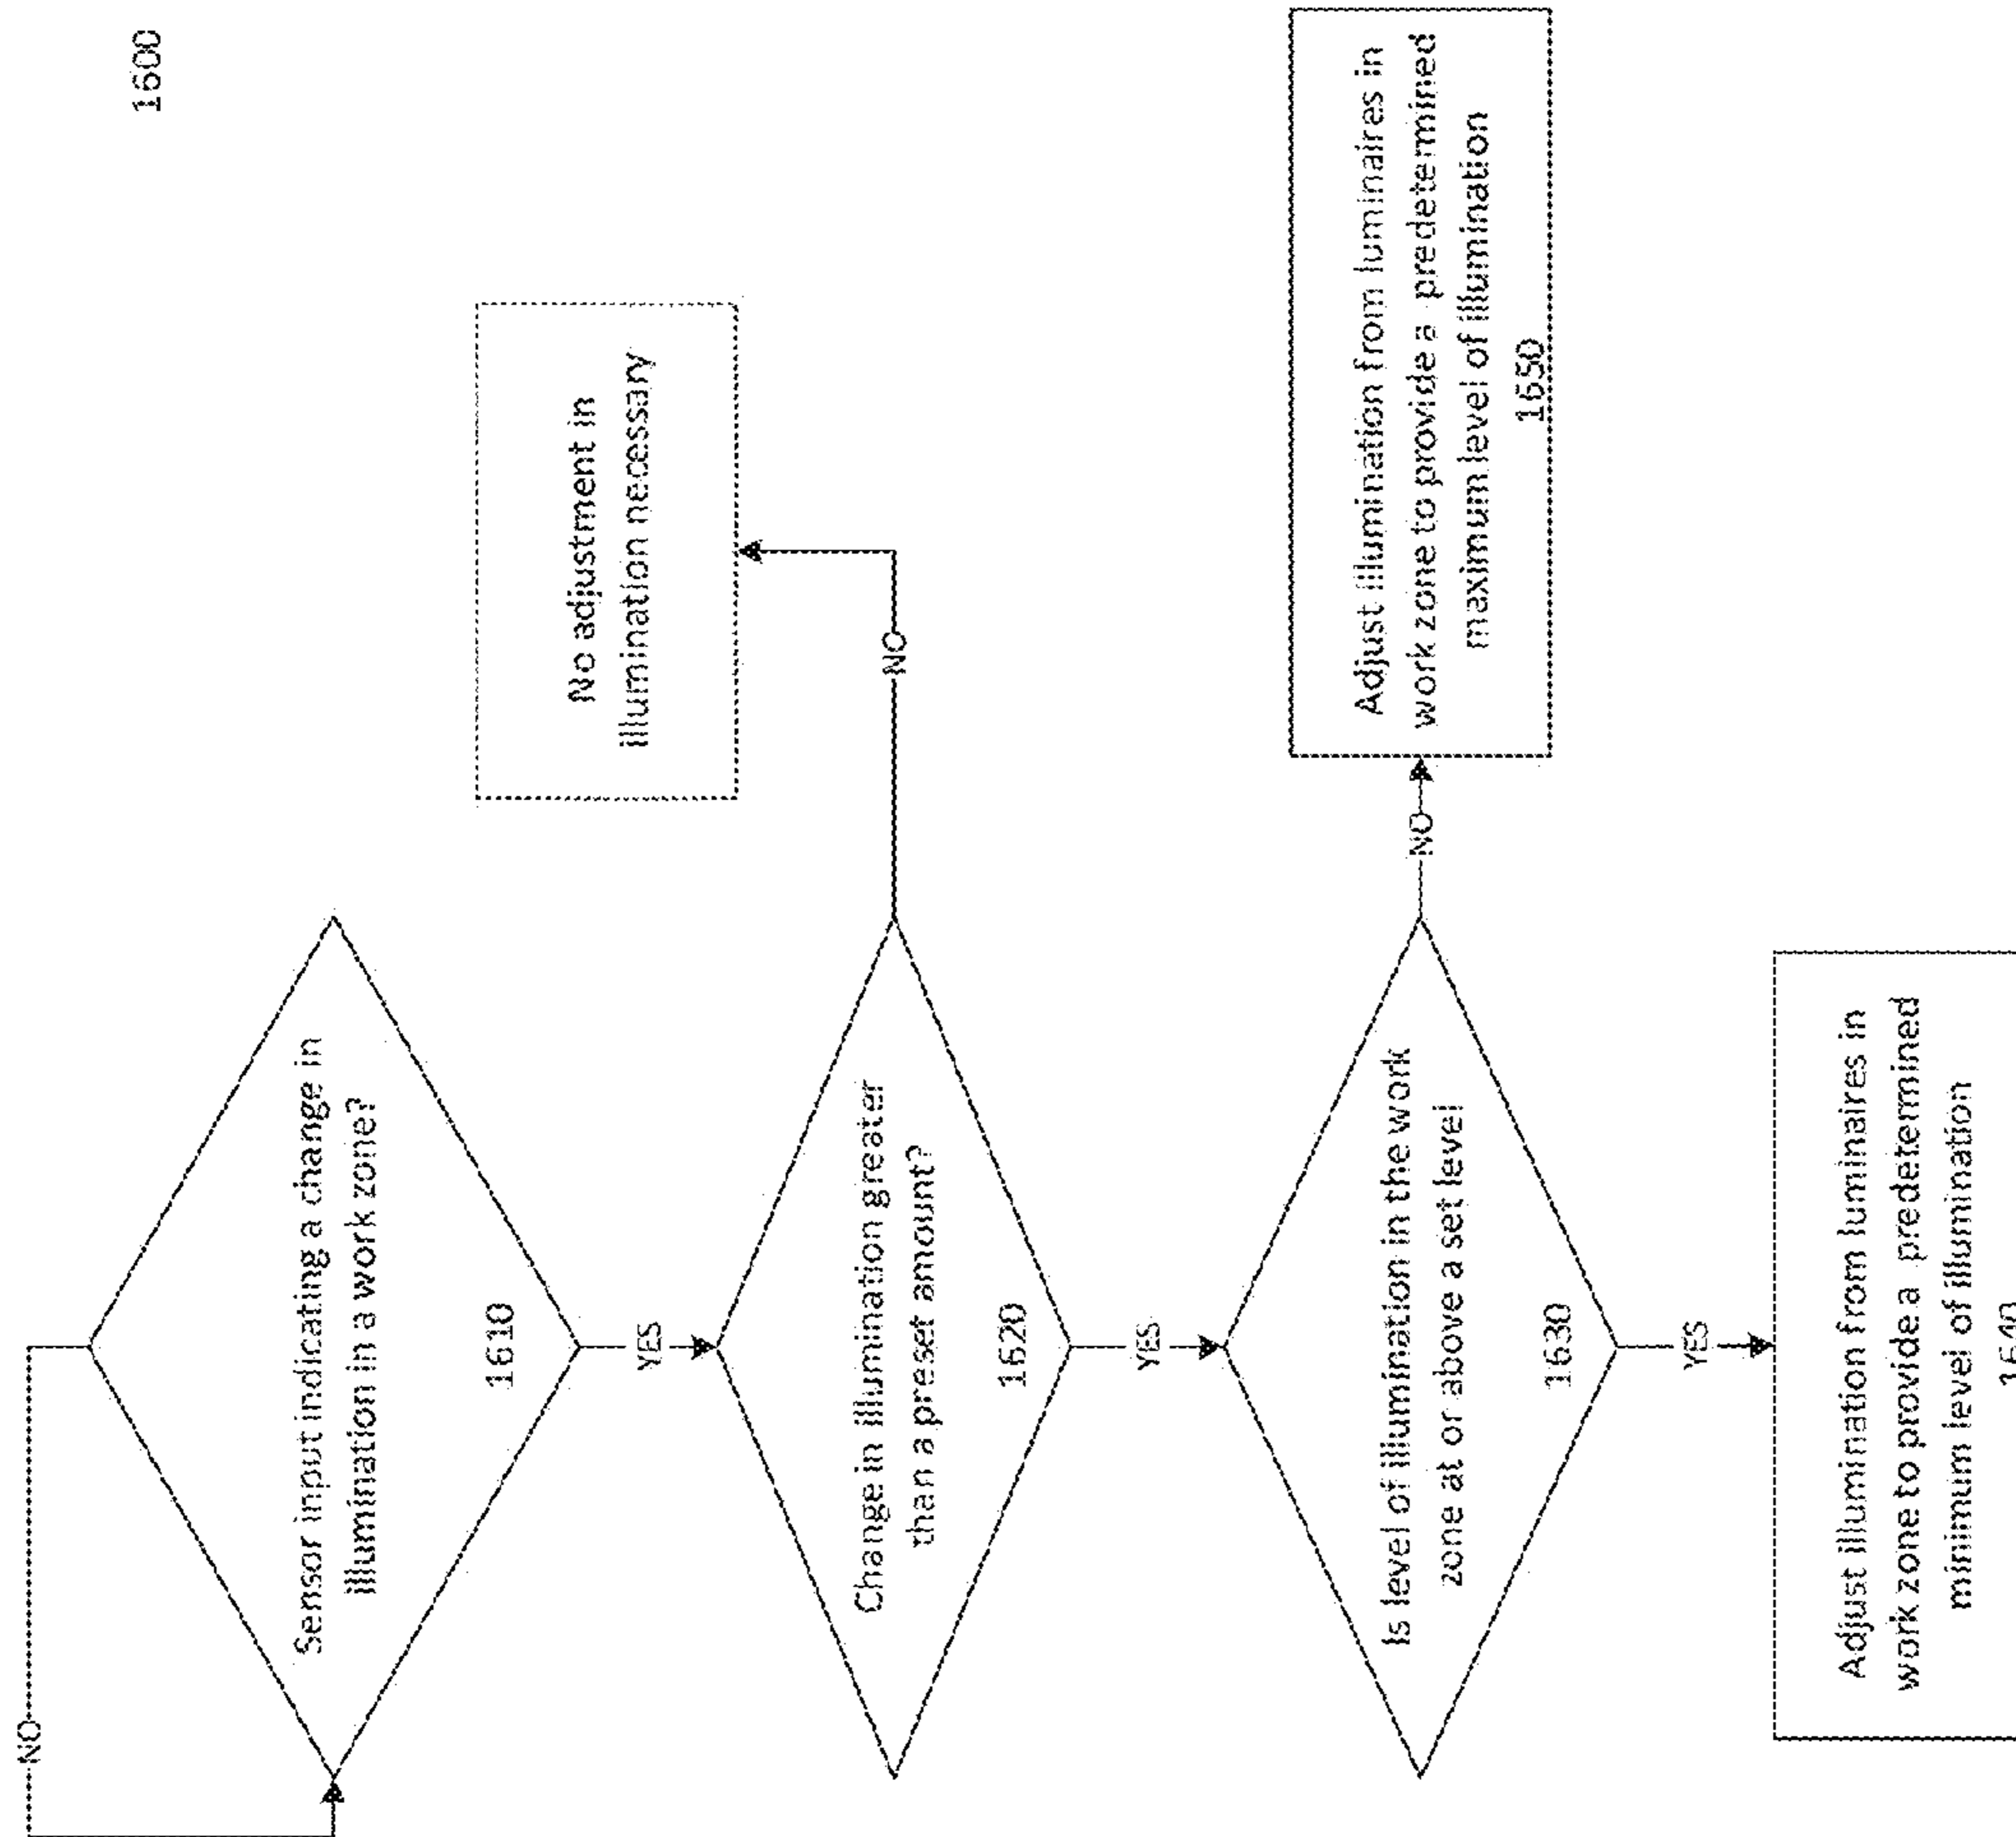 1600
NO
Sensor input indicating a change in
illumination in a work zone?
1610
YES
Change in illumination greater
than a preset amount?
1620
NO
No adjustment in
illumination necessary
YES
Is level of illumination in the work
zone at or above a set level
1630
NO
Adjust illumination from luminaires in
work zone to provide a predetermined
maximum level of illumination
1650
YES
Adjust illumination from luminaires in
work zone to provide a predetermined
minimum level of illumination
1640